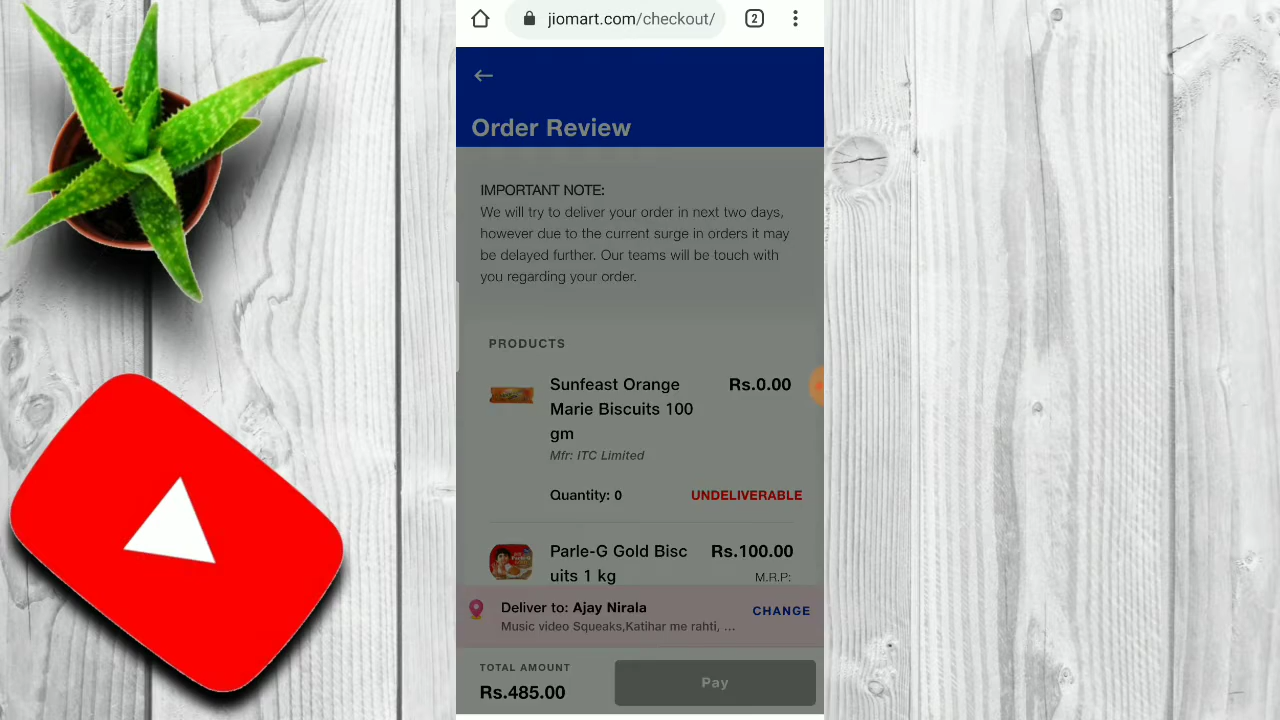 jiomart.com/checkout/
2
Order Review
IMPORTANT NOTE:
We will try to deliver your order in next two days,
however due to the current surge in orders it may
be delayed further. Our teams will be touch with
you regarding your order.
PRODUCTS
Sunfeast Orange Rs.0.00
Marie Biscuits 100
gm
Mfr: ITC Limited
Quantity: 0 UNDELIVERABLE
Parle-G Gold Bisc Rs.100.00
uits 1 kg M.R.P:
Deliver to: Ajay Nirala CHANGE
Music video Squeaks,Katihar me rahti, ...
TOTAL AMOUNT
Rs.485.00 Pay